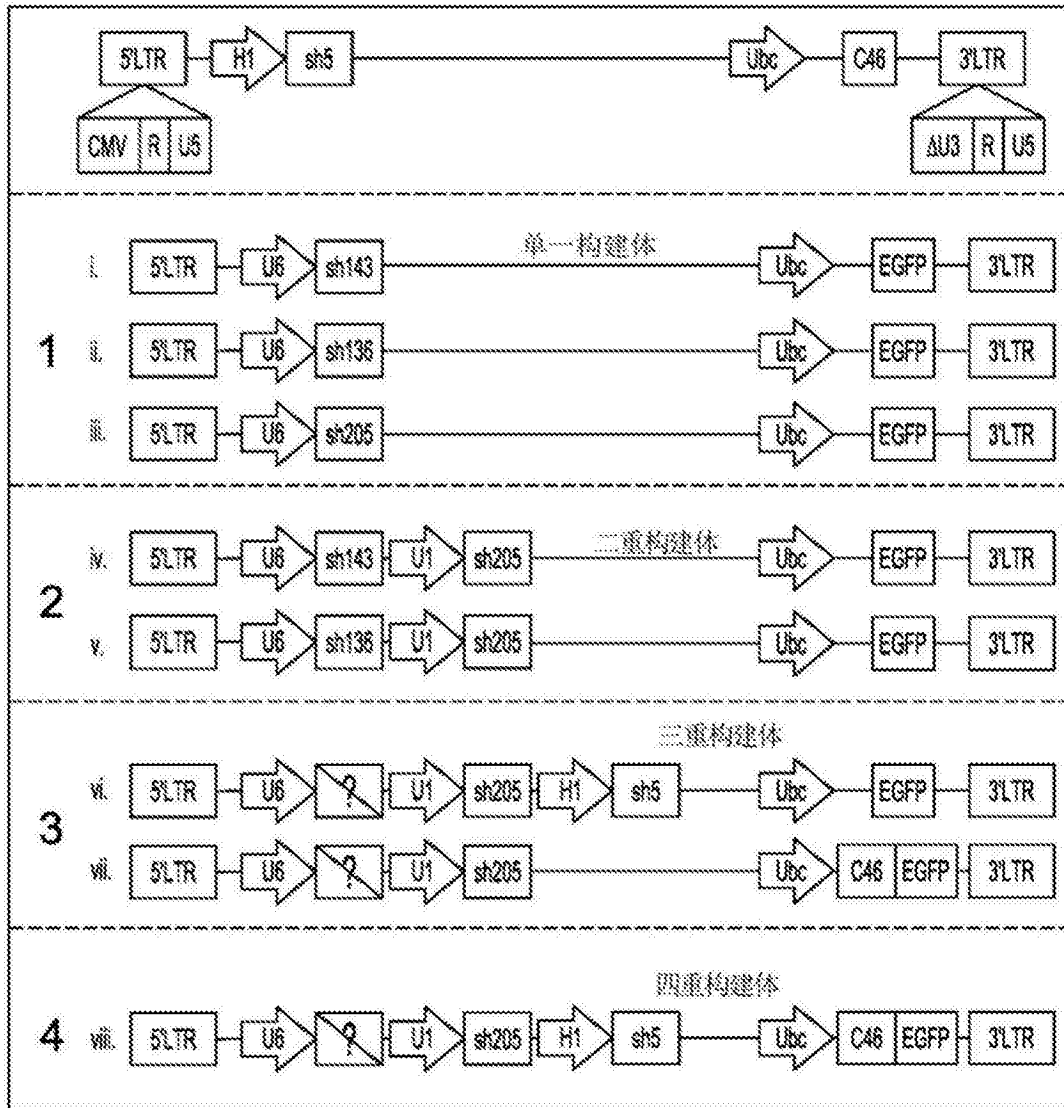 5'LTR H1 sh5 Ubc C46 3'LTR
CMV R U5 ΔU3 R U5
单一构建体
i. 5'LTR U6 sh143 Ubc EGFP 3'LTR
1 ii. 5'LTR U6 sh136 Ubc EGFP 3'LTR
iii. 5'LTR U6 sh205 Ubc EGFP 3'LTR
二重构建体
iv. 5'LTR U6 sh143 U1 sh205 Ubc EGFP 3'LTR
2
v. 5'LTR U6 sh136 U1 sh205 Ubc EGFP 3'LTR
三重构建体
vi. 5'LTR U6 ? U1 sh205 H1 sh5 Ubc EGFP 3'LTR
3
vii. 5'LTR U6 ? U1 sh205 Ubc C46 EGFP 3'LTR
四重构建体
4 viii. 5'LTR U6 ? U1 sh205 H1 sh5 Ubc C46 EGFP 3'LTR